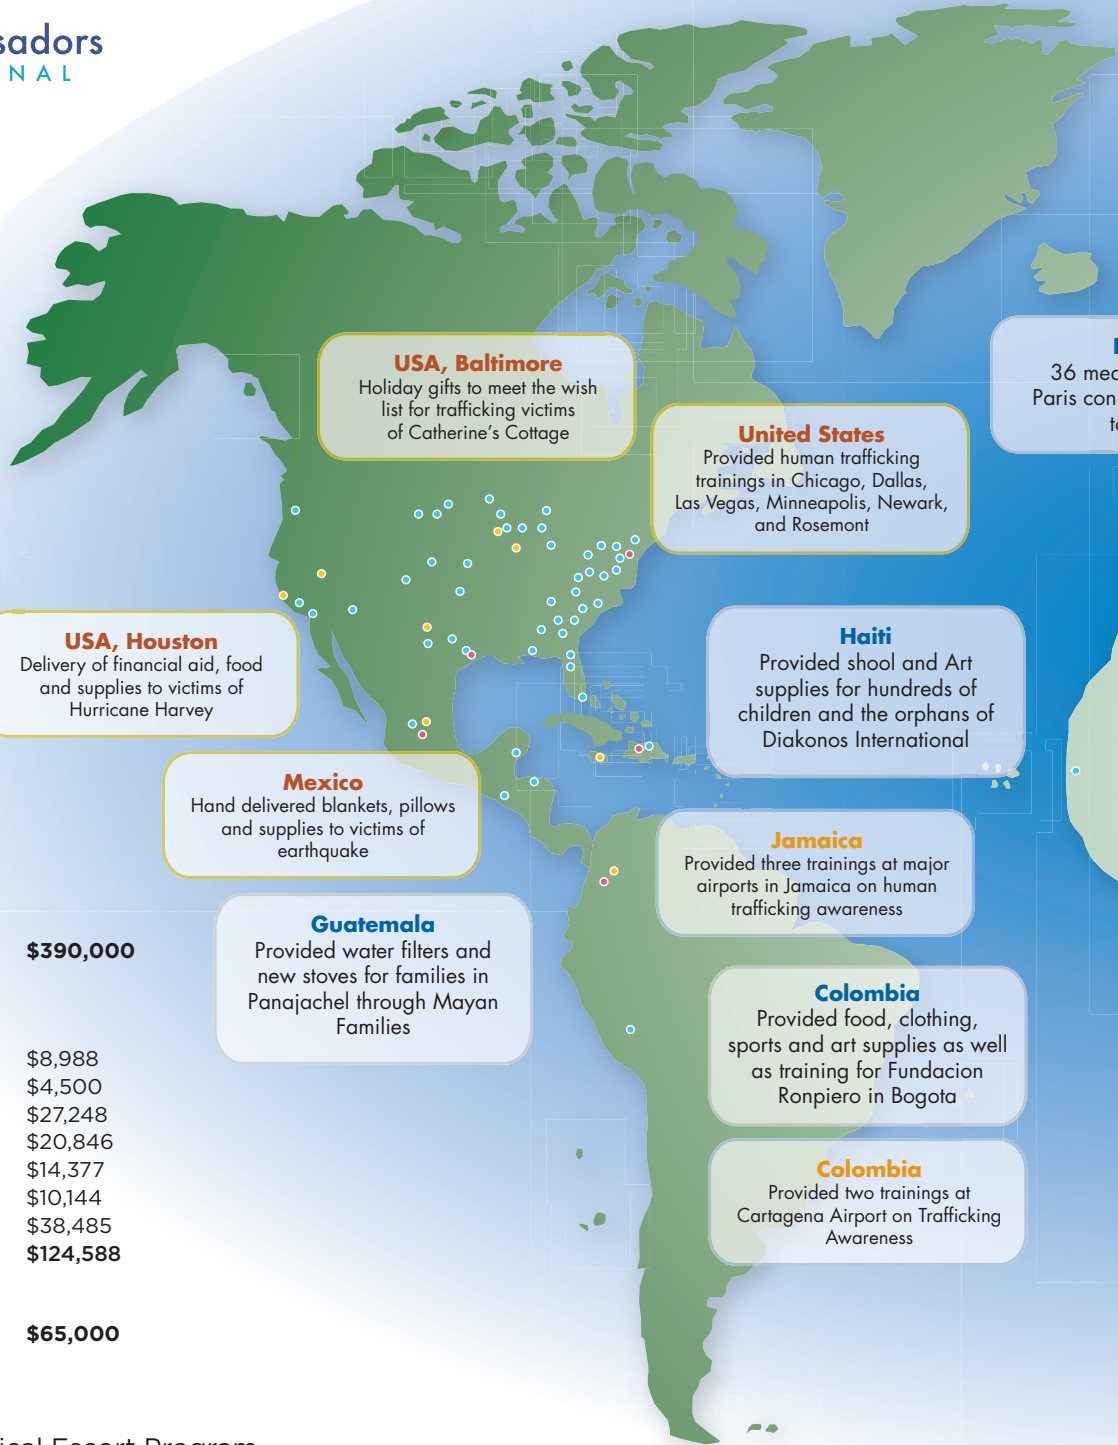 sadors
NAL
USA, Baltimore
Holiday gifts to meet the wish
list for trafficking victims
of Catherine's Cottage
United States
Provided human trafficking
trainings in Chicago, Dallas,
Las Vegas, Minneapolis, Newark,
and Rosemont
36 med
Paris con
to
USA, Houston
Delivery of financial aid, food
and supplies to victims of
Hurricane Harvey
Haiti
Provided shool and Art
supplies for hundreds of
children and the orphans of
Diakonos International
Mexico
Hand delivered blankets, pillows
and supplies to victims of
earthquake
Jamaica
Provided three trainings at major
airports in Jamaica on human
trafficking awareness
Guatemala
Provided water filters and
new stoves for families in
Panajachel through Mayan
Families
Colombia
Provided food, clothing,
sports and art supplies as well
as training for Fundacion
Ronpiero in Bogota
Colombia
Provided two trainings at
Cartagena Airport on Trafficking
Awareness
$390,000
$8,988
$4,500
$27,248
$20,846
$14,377
$10,144
$38,485
$124,588
$65,000
ical Escort Program